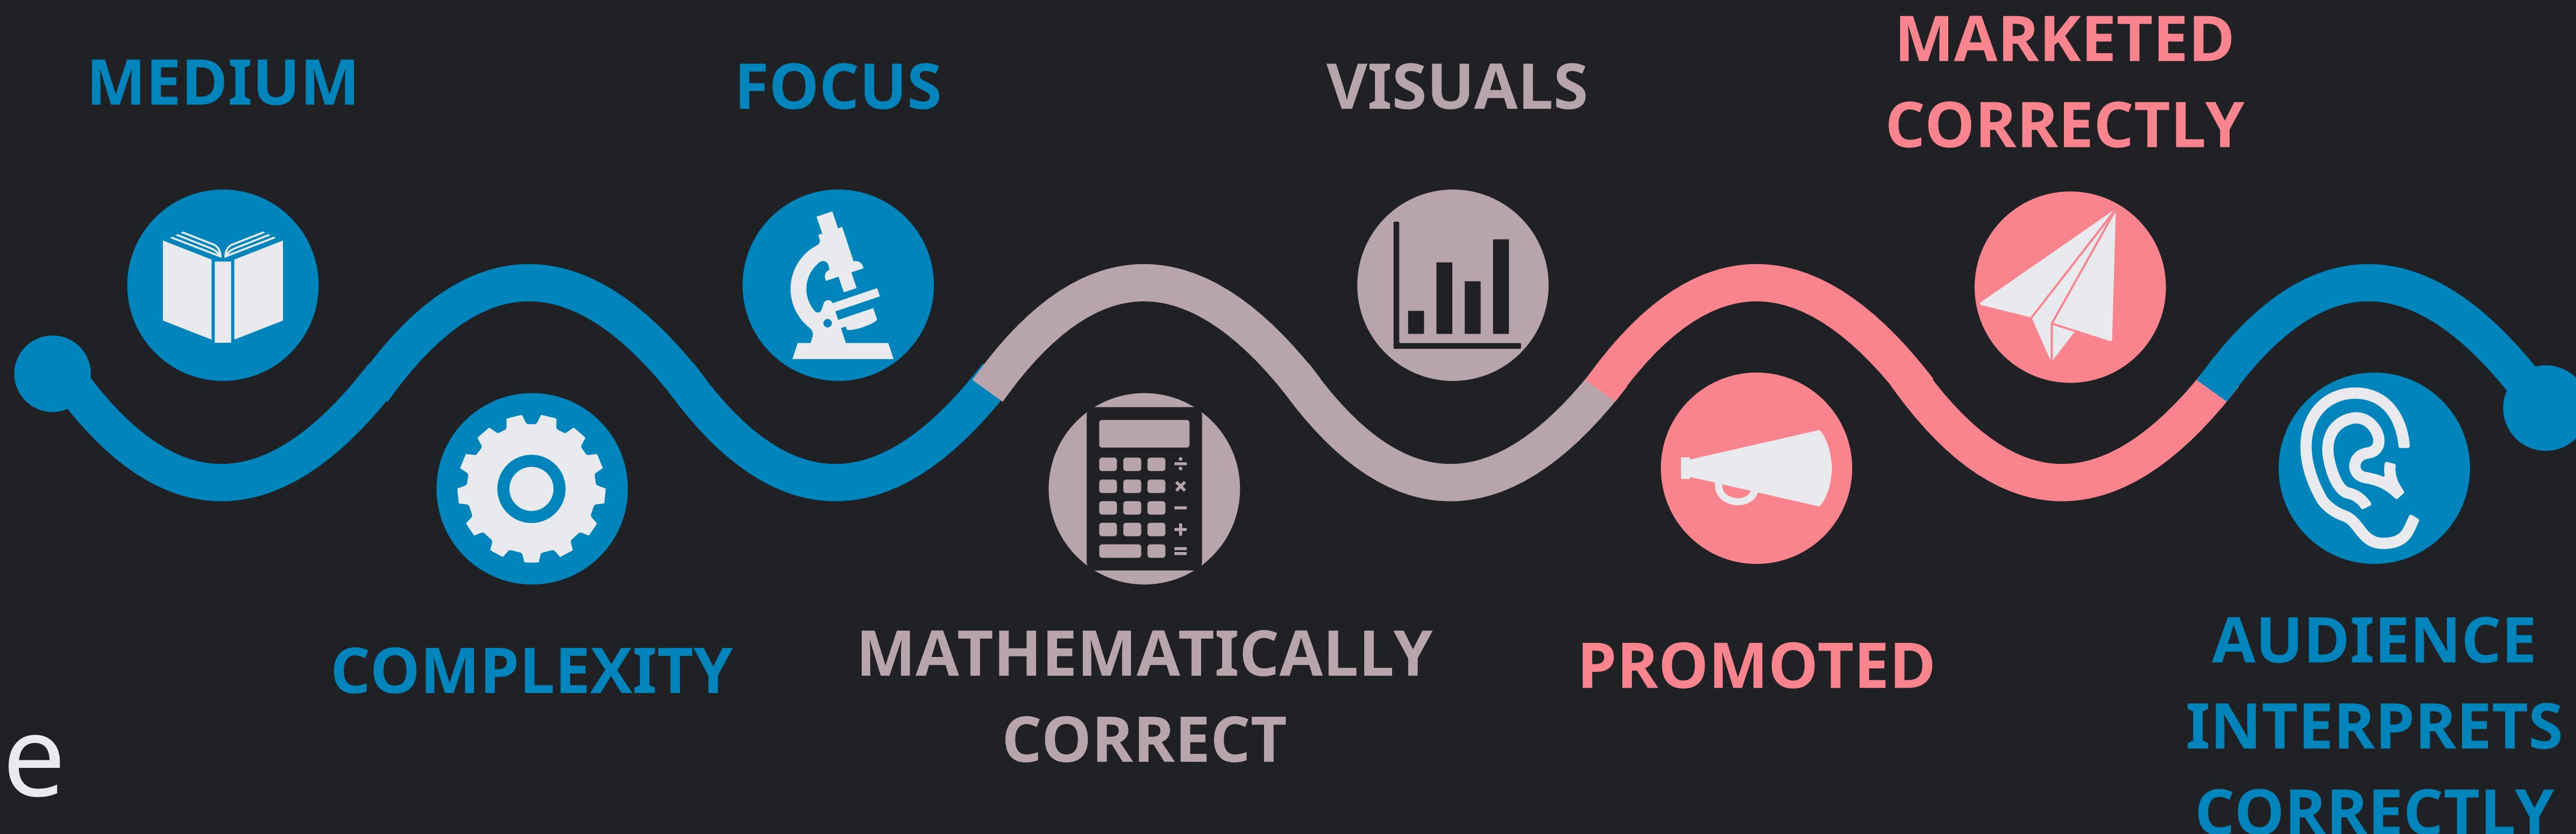 MEDIUM
COMPLEXITY
FOCUS
MATHEMATICALLY
CORRECT
VISUALS
PROMOTED
MARKETED
CORRECTLY
AUDIENCE
INTERPRETS
CORRECTLY
e
÷
×
−
+
=